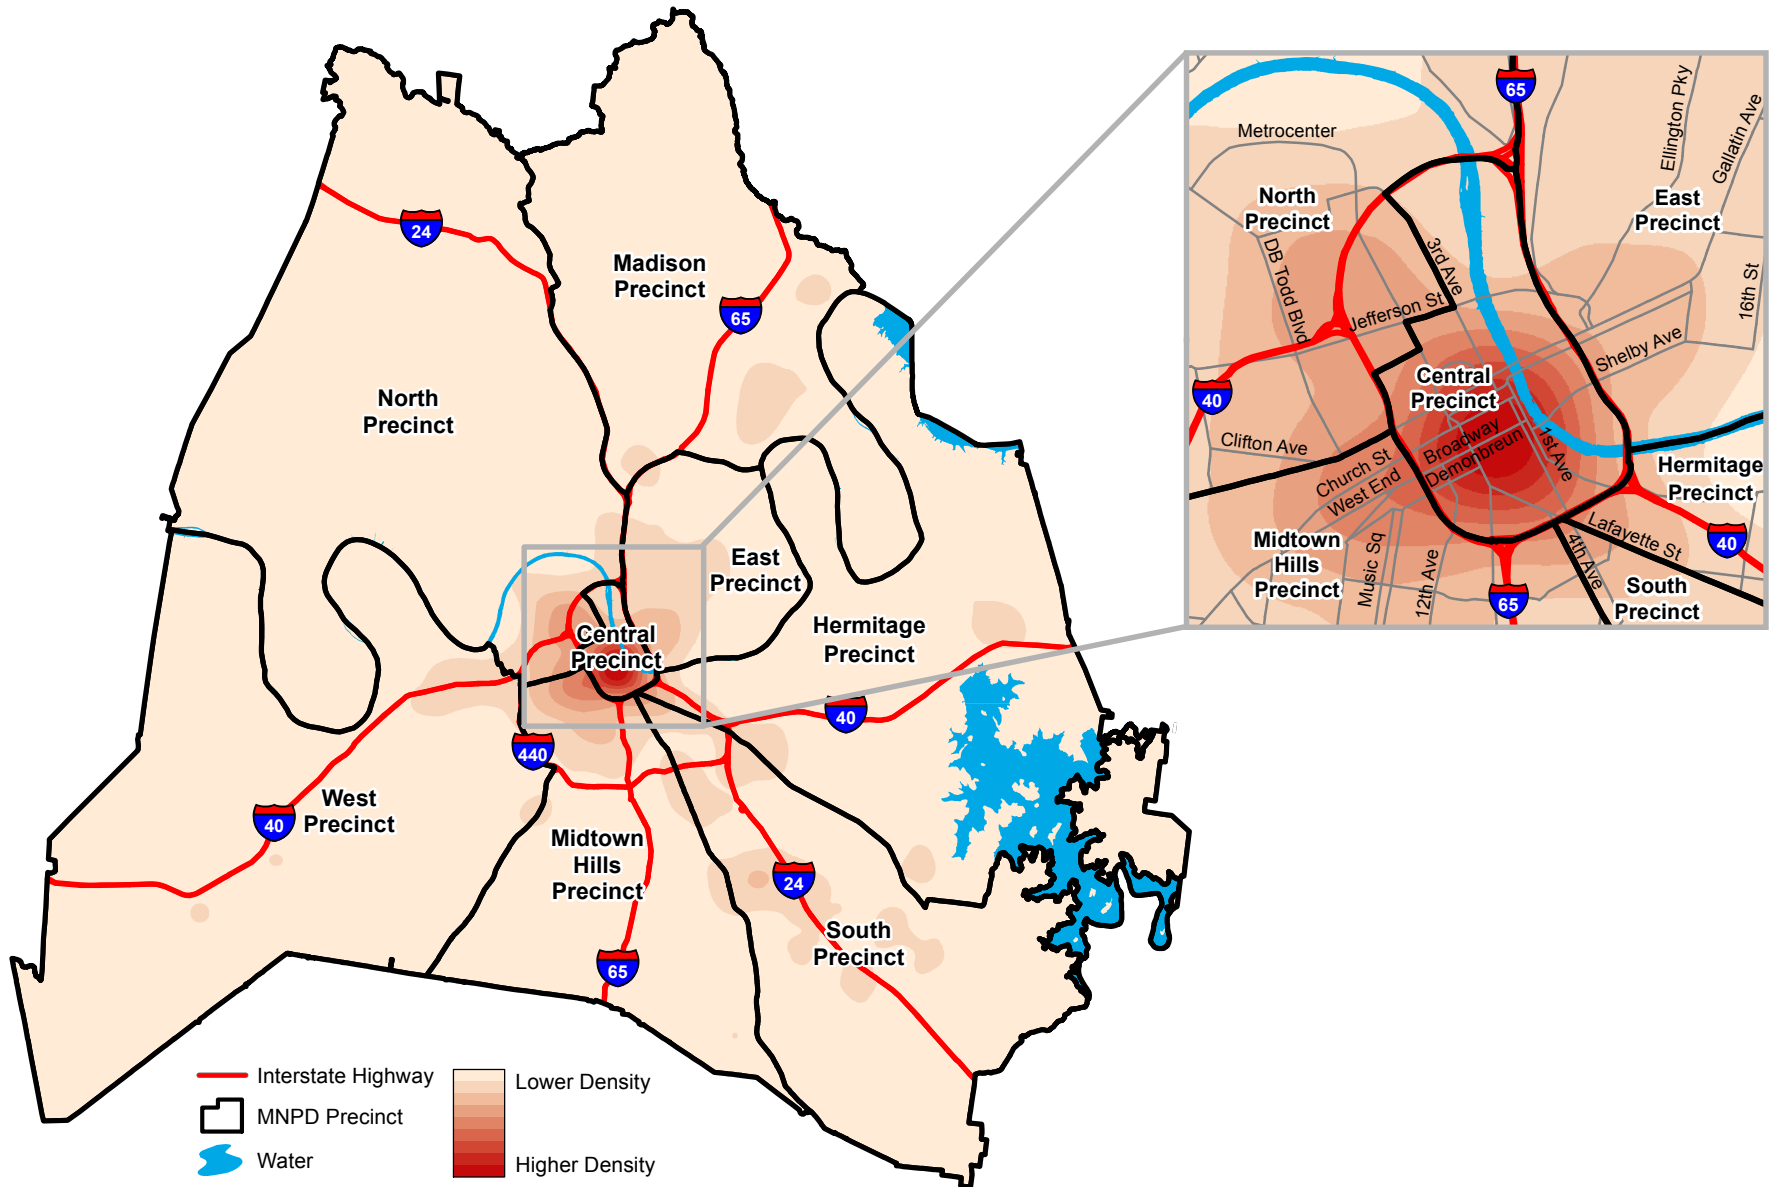 24
Madison
Precinct
65
North
Precinct
East
Precinct
Central
Precinct
Hermitage
Precinct
40
440
West
Precinct
40
Midtown
Hills
Precinct
24
South
Precinct
65
Interstate Highway
MNPD Precinct
Water
Lower Density
Higher Density
65
Metrocenter
Ellington Pky
Gallatin Ave
North
Precinct
East
Precinct
DB Todd Blvd
3rd Ave
Jefferson St
16th St
Shelby Ave
40
Central
Precinct
Clifton Ave
Broadway
Demonbreun
1st Ave
Church St
West End
Hermitage
Precinct
Lafayette St
40
Midtown
Hills
Precinct
Music Sq
12th Ave
4th Ave
65
South
Precinct